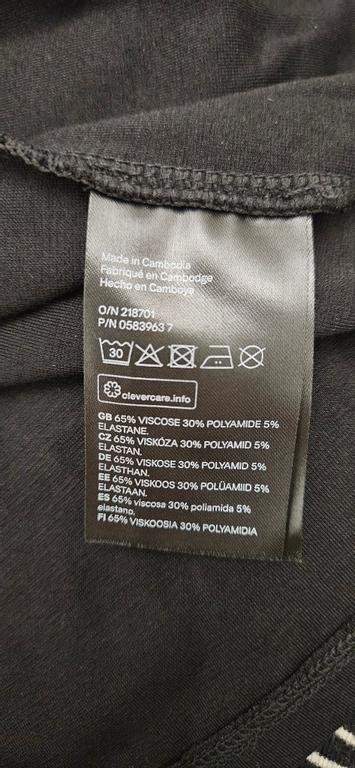 Made in Cambodia
Fabriqué en Cambodge
Hecho en Camboya
O/N 218701
P/N 0583963 7
30
clevercare.info
GB 65% VISCOSE 30% POLYAMIDE 5%
ELASTANE.
CZ 65% VISKÓZA 30% POLYAMID 5%
ELASTAN.
DE 65% VISKOSE 30% POLYAMID 5%
ELASTHAN.
EE 65% VISKOOS 30% POLÜAMIID 5%
ELASTAAN.
ES 65% viscosa 30% poliamida 5%
elastano.
FI 65% VISKOOSIA 30% POLYAMIDIA